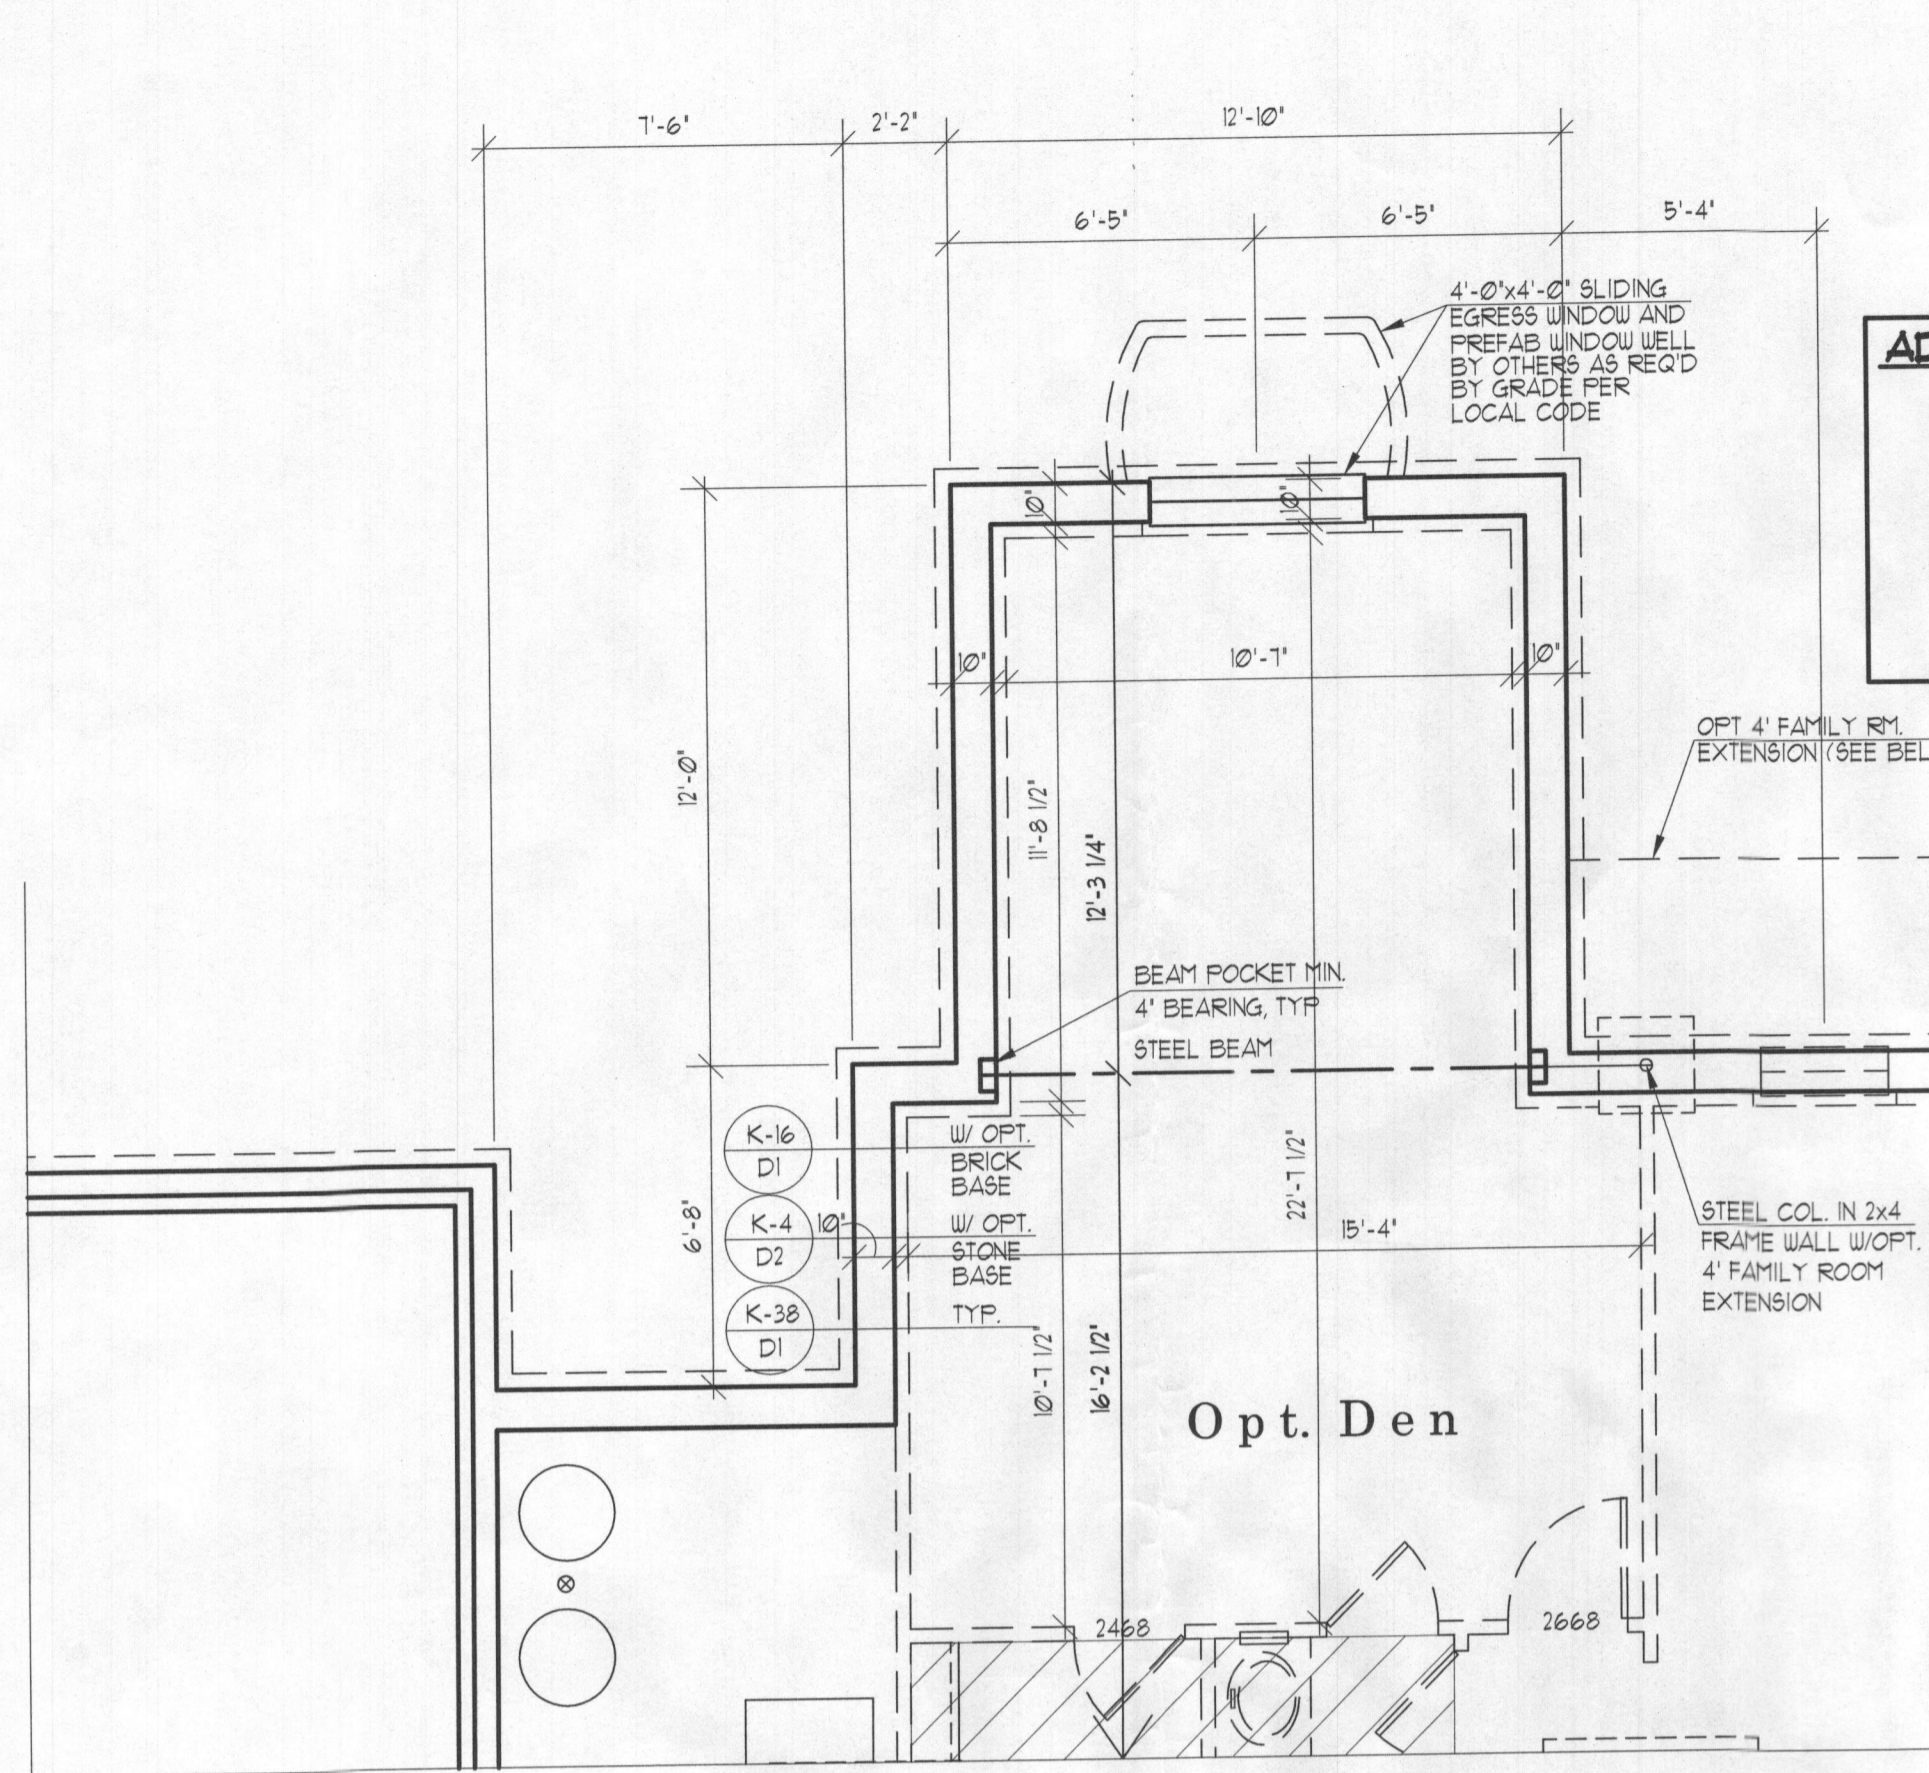 7'-6"
2'-2"
12'-10"
6'-5"
6'-5"
5'-4"
4'-0"x4'-0" SLIDING
EGRESS WINDOW AND
PREFAB WINDOW WELL
BY OTHERS AS REQ'D
BY GRADE PER
LOCAL CODE
10"
10"
10"
10'-7"
10"
OPT 4' FAMILY RM.
EXTENSION (SEE BEL
12'-0"
11'-8 1/2"
12'-3 1/4"
BEAM POCKET MIN.
4" BEARING, TYP
STEEL BEAM
K-16
D1
W/ OPT.
BRICK
BASE
K-4
D2
10"
W/ OPT.
STONE
BASE
K-38
D1
TYP.
6'-8"
22'-7 1/2"
15'-4"
STEEL COL. IN 2x4
FRAME WALL W/OPT.
4' FAMILY ROOM
EXTENSION
10'-7 1/2"
16'-2 1/2"
Opt. Den
2468
2668